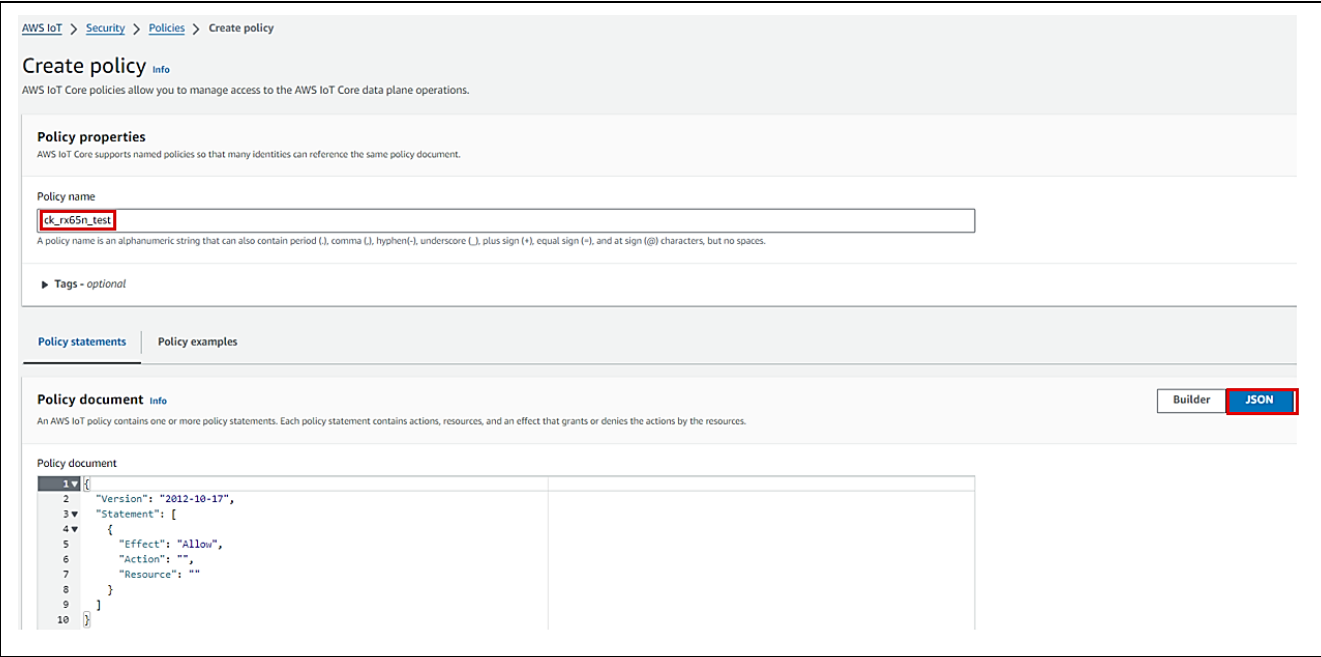 AWS IoT > Security > Policies > Create policy
Create policy Info
AWS IoT Core policies allow you to manage access to the AWS IoT Core data plane operations.
Policy properties
AWS IoT Core supports named policies so that many identities can reference the same policy document.
Policy name
ck_rx65n_test
A policy name is an alphanumeric string that can also contain period (.), comma (,), hyphen(-), underscore (_), plus sign (+), equal sign (=), and at sign (@) characters, but no spaces.
Tags - optional
Policy statements Policy examples
Policy document Info Builder JSON
An AWS IoT policy contains one or more policy statements. Each policy statement contains actions, resources, and an effect that grants or denies the actions by the resources.
Policy document
1 {
2 "Version": "2012-10-17",
3 "Statement": [
4 {
5 "Effect": "Allow",
6 "Action": "",
7 "Resource": ""
8 }
9 ]
10 }